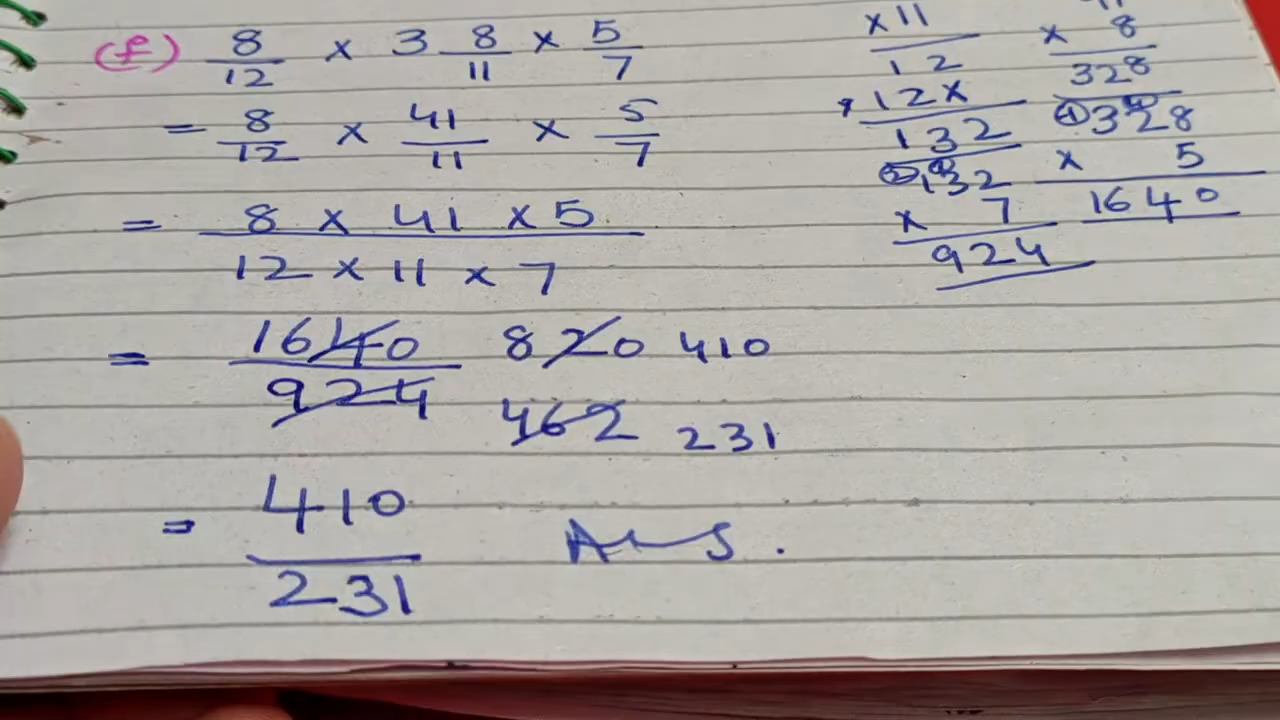 (f) 8/12 × 3 8/11 × 5/7
= 8/12 × 41/11 × 5/7
= 8 × 41 × 5
12 × 11 × 7
= 1640/924 820 410
462 231
= 410/231 Ans.
×11
12
12×
132
132
× 7
924
× 8
328
328
× 5
1640